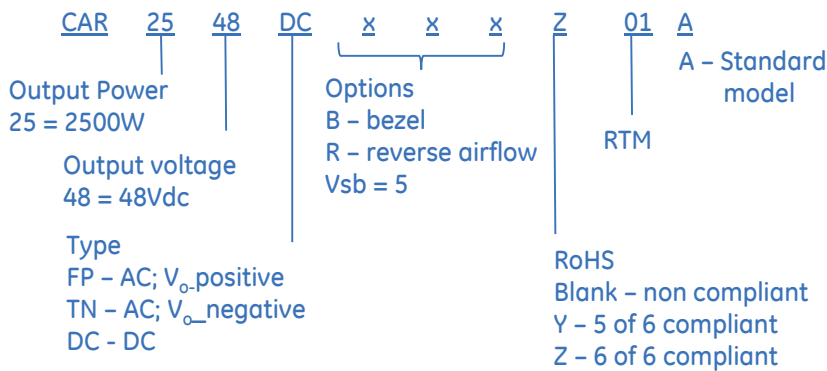 CAR 25 48 DC x x x Z 01 A
A – Standard
model
Output Power
25 = 2500W
Options
B – bezel
R – reverse airflow
Vsb = 5
RTM
Output voltage
48 = 48Vdc
Type
FP – AC; Vo-positive
TN – AC; Vo_negative
DC - DC
RoHS
Blank – non compliant
Y – 5 of 6 compliant
Z – 6 of 6 compliant